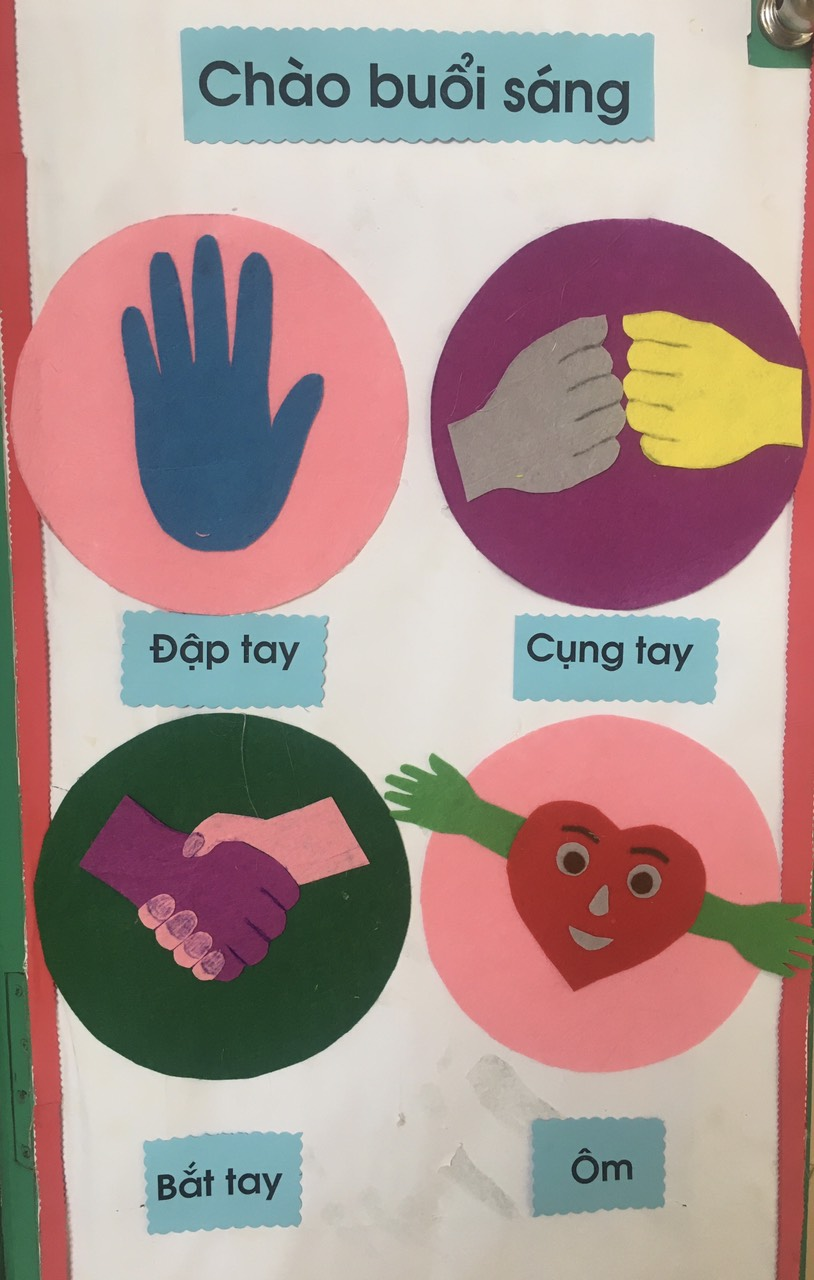 Chào buổi sáng
Đập tay
Cụng tay
Bắt tay
Ôm